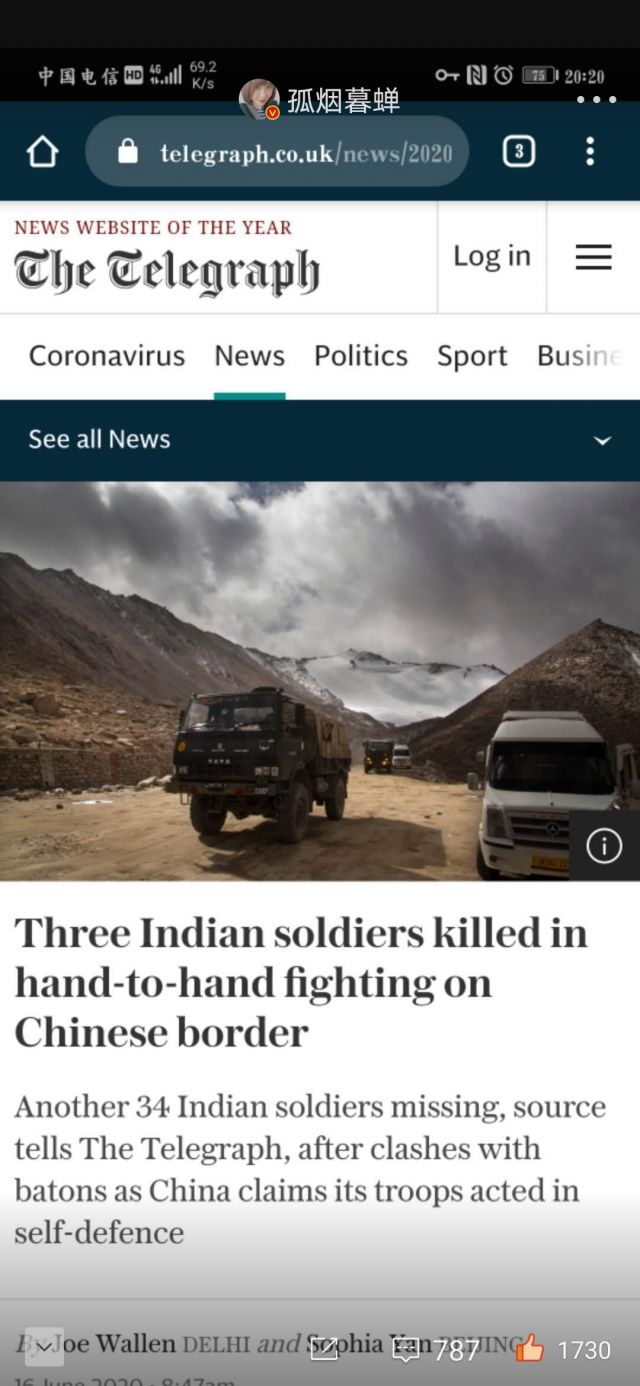 中国电信 HD 4G 69.2 K/s 75 20:20
孤烟暮蝉
telegraph.co.uk/news/2020 3
NEWS WEBSITE OF THE YEAR
The Telegraph
Log in
Coronavirus News Politics Sport Busine
See all News
TATA
Three Indian soldiers killed in
hand-to-hand fighting on
Chinese border
Another 34 Indian soldiers missing, source
tells The Telegraph, after clashes with
batons as China claims its troops acted in
self-defence
By Joe Wallen DELHI and Sophia Yan BEIJING
787 1730
16 June 2020 • 8:47am